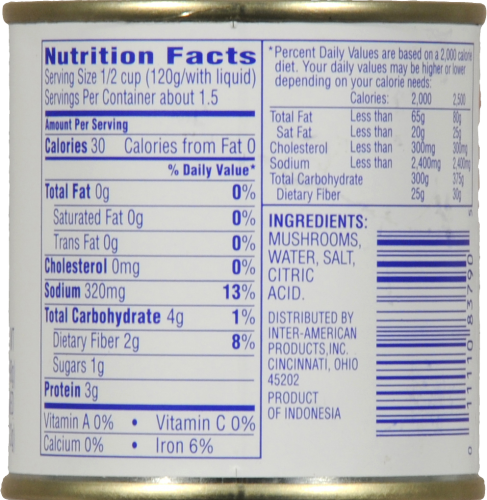 Nutrition Facts
Serving Size 1/2 cup (120g/with liquid)
Servings Per Container about 1.5
Amount Per Serving
Calories 30 Calories from Fat 0
% Daily Value*
Total Fat 0g 0%
Saturated Fat 0g 0%
Trans Fat 0g 0%
Cholesterol 0mg 0%
Sodium 320mg 13%
Total Carbohydrate 4g 1%
Dietary Fiber 2g 8%
Sugars 1g
Protein 3g
Vitamin A 0% • Vitamin C 0%
Calcium 0% • Iron 6%
*Percent Daily Values are based on a 2,000 calorie
diet. Your daily values may be higher or lower
depending on your calorie needs:
Calories: 2,000 2,500
Total Fat Less than 65g 80g
Sat Fat Less than 20g 25g
Cholesterol Less than 300mg 300mg
Sodium Less than 2,400mg 2,400mg
Total Carbohydrate 300g 375g
Dietary Fiber 25g 30g
INGREDIENTS:
MUSHROOMS,
WATER, SALT,
CITRIC
ACID.
DISTRIBUTED BY
INTER-AMERICAN
PRODUCTS,INC.
CINCINNATI, OHIO
45202
PRODUCT
OF INDONESIA
0 11110 83790 5